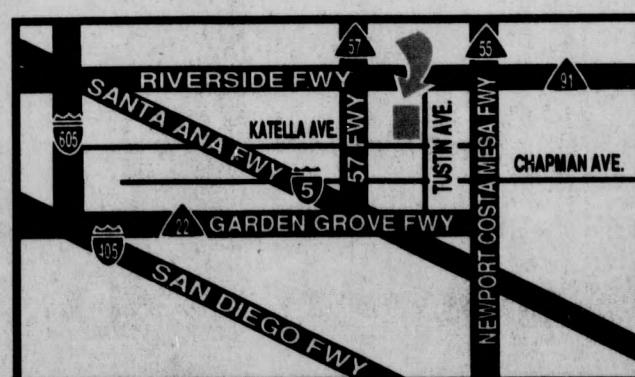 57
55
RIVERSIDE FWY
91
SANTA ANA FWY
605
KATELLA AVE.
57 FWY
TUSTIN AVE.
NEWPORT COSTA MESA FWY
CHAPMAN AVE.
5
22
GARDEN GROVE FWY
405
SAN DIEGO FWY